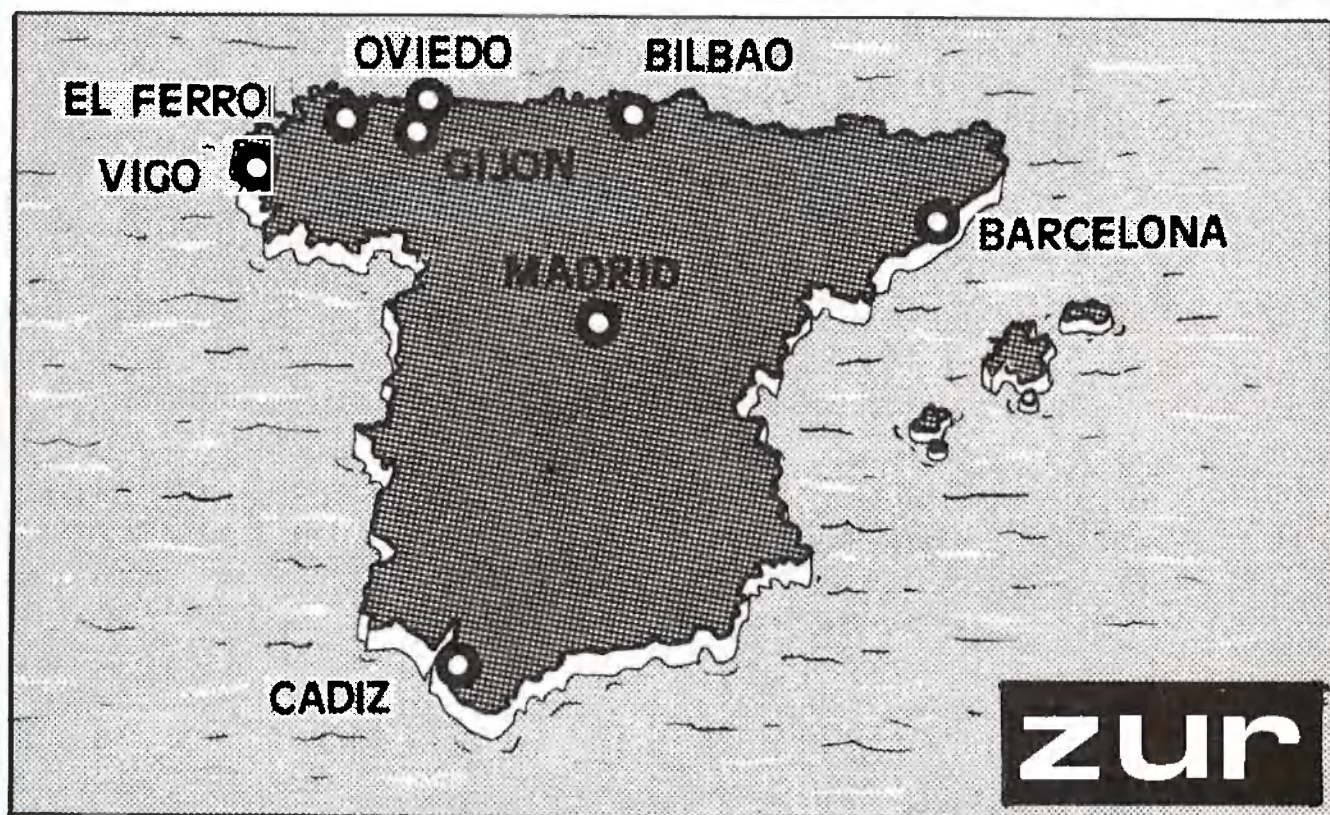 OVIEDO
BILBAO
EL FERRO
VIGO
GIJON
BARCELONA
MADRID
CADIZ
zur